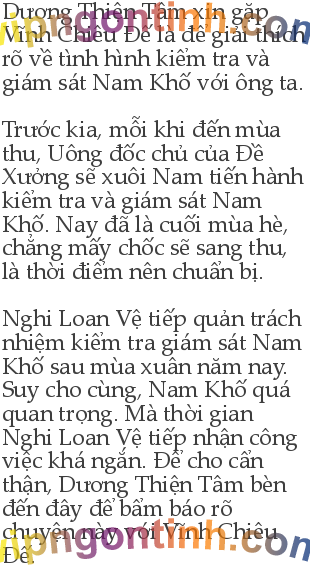 Dương Thiện Tâm xin gặp
Vĩnh Chiêu Đế là để giải thích
rõ về tình hình kiểm tra và
giám sát Nam Khố với ông ta.
Trước kia, mỗi khi đến mùa
thu, Uông đốc chủ của Đề
Xưởng sẽ xuôi Nam tiến hành
kiểm tra và giám sát Nam
Khố. Nay đã là cuối mùa hè,
chẳng mấy chốc sẽ sang thu,
là thời điểm nên chuẩn bị.
Nghi Loan Vệ tiếp quản trách
nhiệm kiểm tra giám sát Nam
Khố sau mùa xuân năm nay.
Suy cho cùng, Nam Khố quá
quan trọng. Mà thời gian
Nghi Loan Vệ tiếp nhận công
việc khá ngắn. Để cho cẩn
thận, Dương Thiện Tâm bèn
đến đây để bẩm báo rõ
chuyện này với Vĩnh Chiêu
Đế.